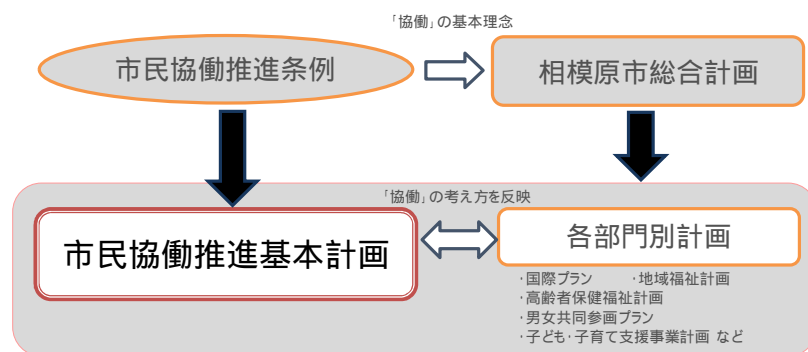 「協働」の基本理念
市民協働推進条例
相模原市総合計画
「協働」の考え方を反映
市民協働推進基本計画
各部門別計画
・国際プラン ・地域福祉計画
・高齢者保健福祉計画
・男女共同参画プラン
・子ども・子育て支援事業計画 など